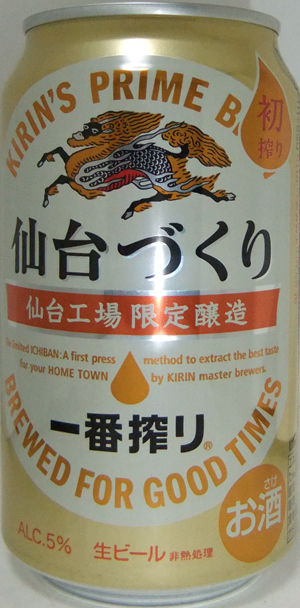 KIRIN'S PRIME B
初
搾り
仙台づくり
仙台工場限定醸造
The limited ICHIBAN: A first press method to extract the best taste
for your HOME TOWN by KIRIN master brewers.
一番搾り®
BREWED FOR GOOD TIMES
さけ
お酒
ALC.5% 生ビール 非熱処理